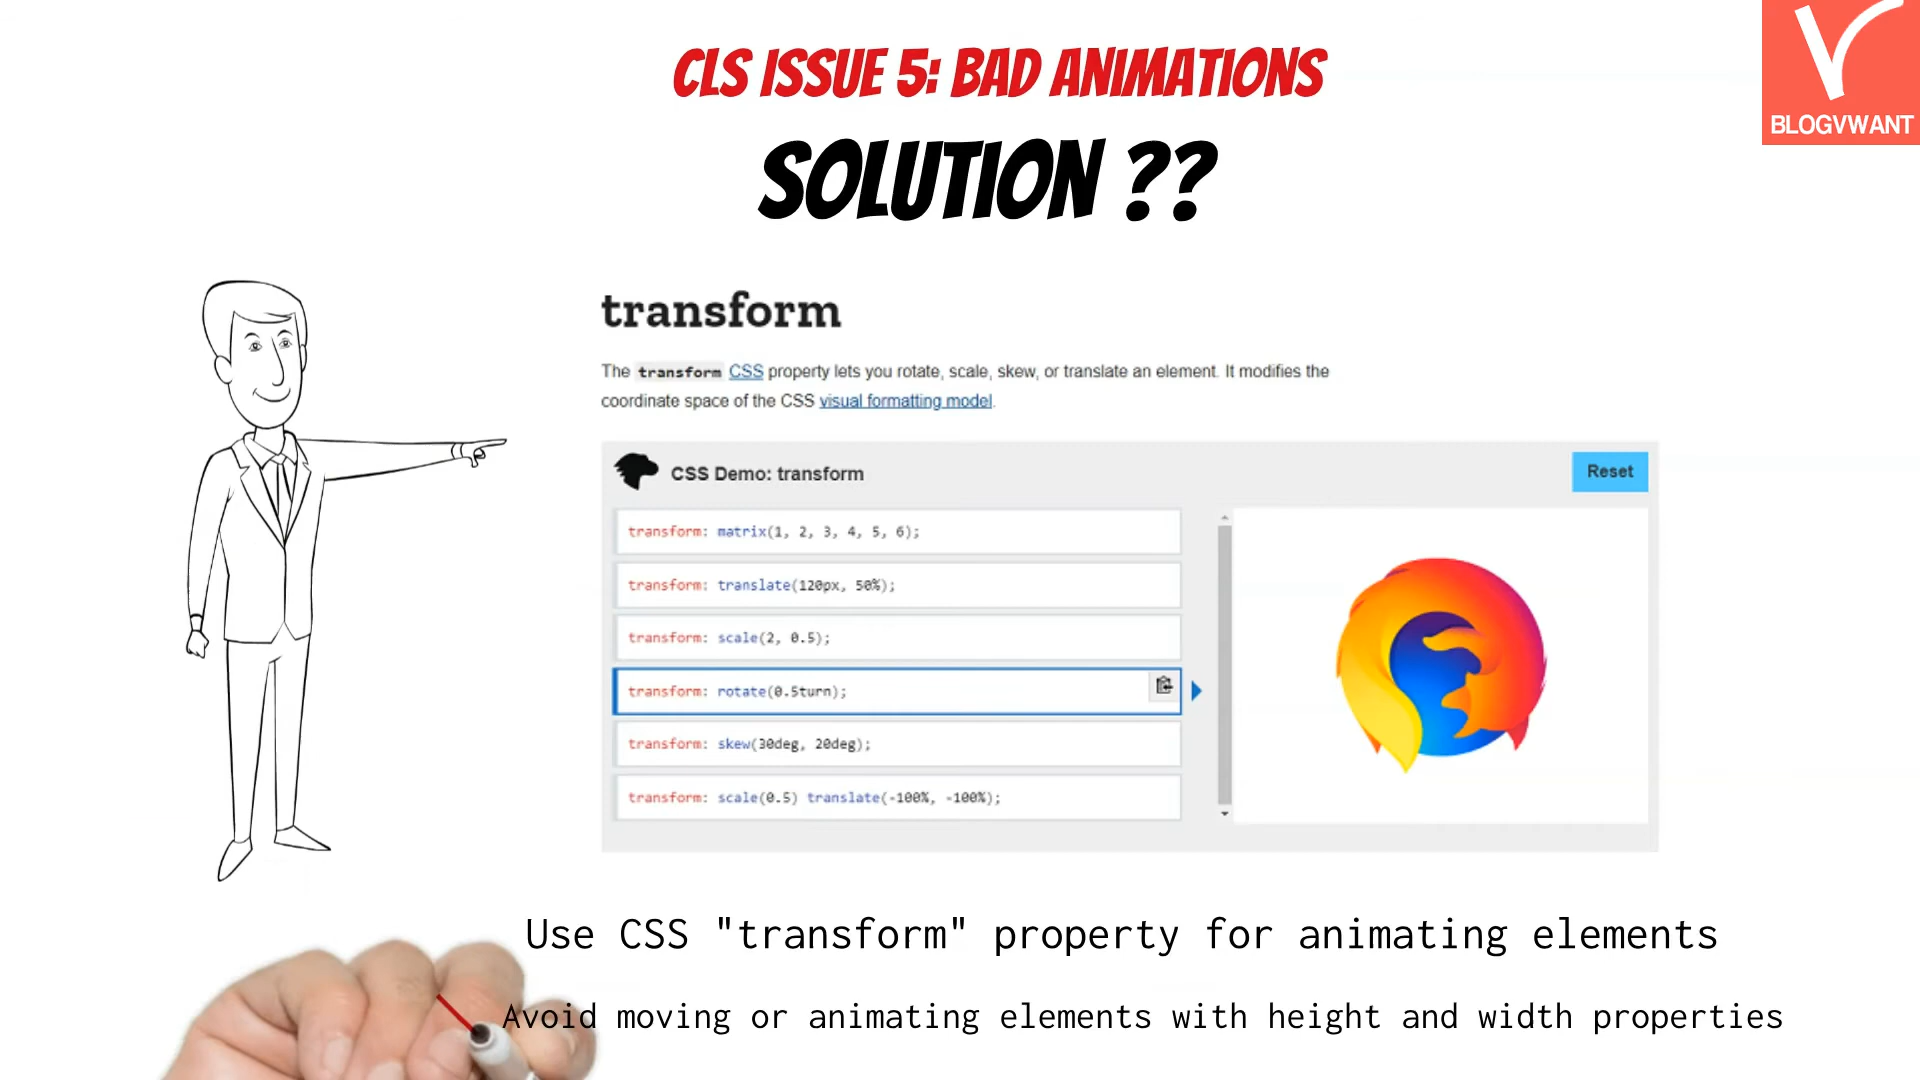 CLS ISSUE 5: BAD ANIMATIONS
SOLUTION ??
BLOGVWANT
transform
The transform CSS property lets you rotate, scale, skew, or translate an element. It modifies the
coordinate space of the CSS visual formatting model.
CSS Demo: transform
Reset
transform: matrix(1, 2, 3, 4, 5, 6);
transform: translate(120px, 50%);
transform: scale(2, 0.5);
transform: rotate(0.5turn);
transform: skew(30deg, 20deg);
transform: scale(0.5) translate(-100%, -100%);
Use CSS "transform" property for animating elements
Avoid moving or animating elements with height and width properties